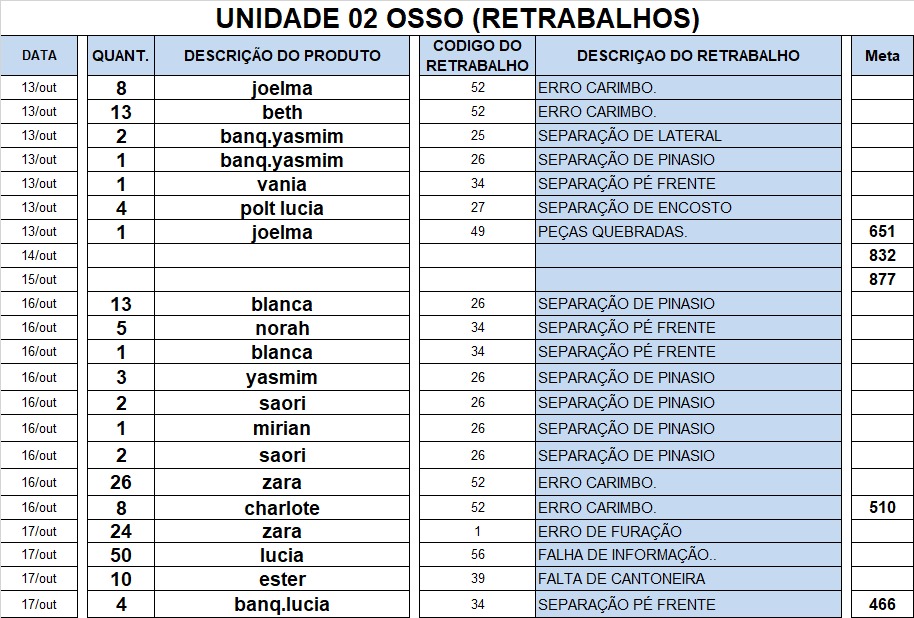 UNIDADE 02 OSSO (RETRABALHOS)
DATA QUANT. DESCRIÇÃO DO PRODUTO CODIGO DO RETRABALHO DESCRIÇAO DO RETRABALHO Meta
13/out 8 joelma 52 ERRO CARIMBO.
13/out 13 beth 52 ERRO CARIMBO.
13/out 2 banq.yasmim 25 SEPARAÇÃO DE LATERAL
13/out 1 banq.yasmim 26 SEPARAÇÃO DE PINASIO
13/out 1 vania 34 SEPARAÇÃO PÉ FRENTE
13/out 4 polt lucia 27 SEPARAÇÃO DE ENCOSTO
13/out 1 joelma 49 PEÇAS QUEBRADAS. 651
14/out 832
15/out 877
16/out 13 blanca 26 SEPARAÇÃO DE PINASIO
16/out 5 norah 34 SEPARAÇÃO PÉ FRENTE
16/out 1 blanca 34 SEPARAÇÃO PÉ FRENTE
16/out 3 yasmim 26 SEPARAÇÃO DE PINASIO
16/out 2 saori 26 SEPARAÇÃO DE PINASIO
16/out 1 mirian 26 SEPARAÇÃO DE PINASIO
16/out 2 saori 26 SEPARAÇÃO DE PINASIO
16/out 26 zara 52 ERRO CARIMBO.
16/out 8 charlote 52 ERRO CARIMBO. 510
17/out 24 zara 1 ERRO DE FURAÇÃO
17/out 50 lucia 56 FALHA DE INFORMAÇÃO..
17/out 10 ester 39 FALTA DE CANTONEIRA
17/out 4 banq.lucia 34 SEPARAÇÃO PÉ FRENTE 466